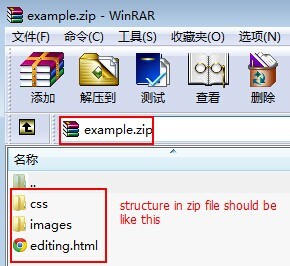 example.zip - WinRAR
文件(F) 命令(C) 工具(S) 收藏夹(O) 选项(N)
添加 解压到 测试 查看 删除
example.zip
名称
..
css
images
editing.html
structure in zip file should be
like this